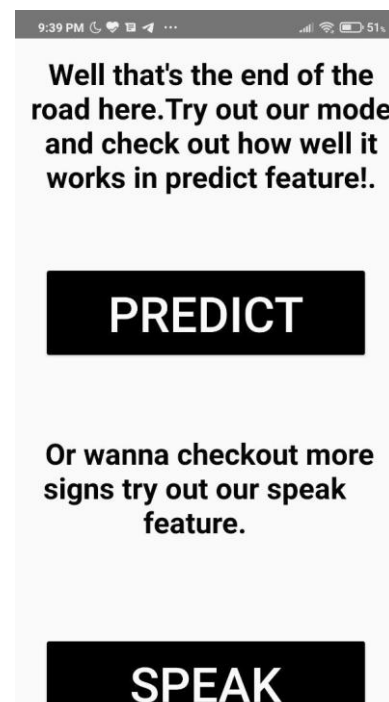 9:39 PM ... 51
Well that's the end of the
road here.Try out our mode
and check out how well it
works in predict feature!.
PREDICT
Or wanna checkout more
signs try out our speak
feature.
SPEAK